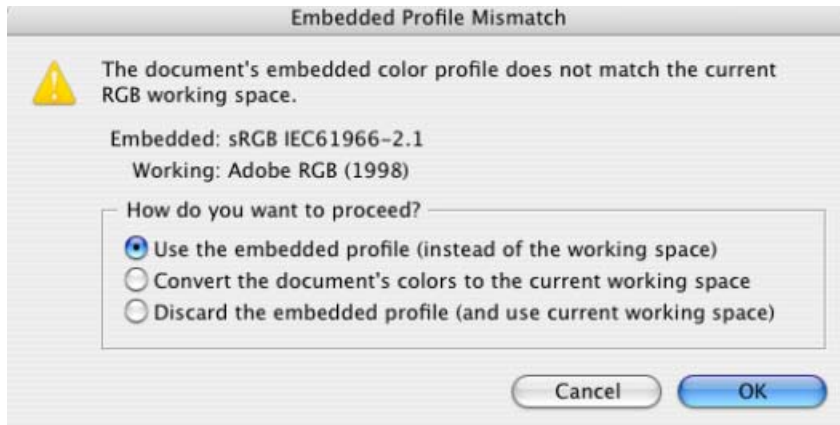 Embedded Profile Mismatch
The document's embedded color profile does not match the current
RGB working space.
Embedded: sRGB IEC61966-2.1
Working: Adobe RGB (1998)
How do you want to proceed?
Use the embedded profile (instead of the working space)
Convert the document's colors to the current working space
Discard the embedded profile (and use current working space)
Cancel OK